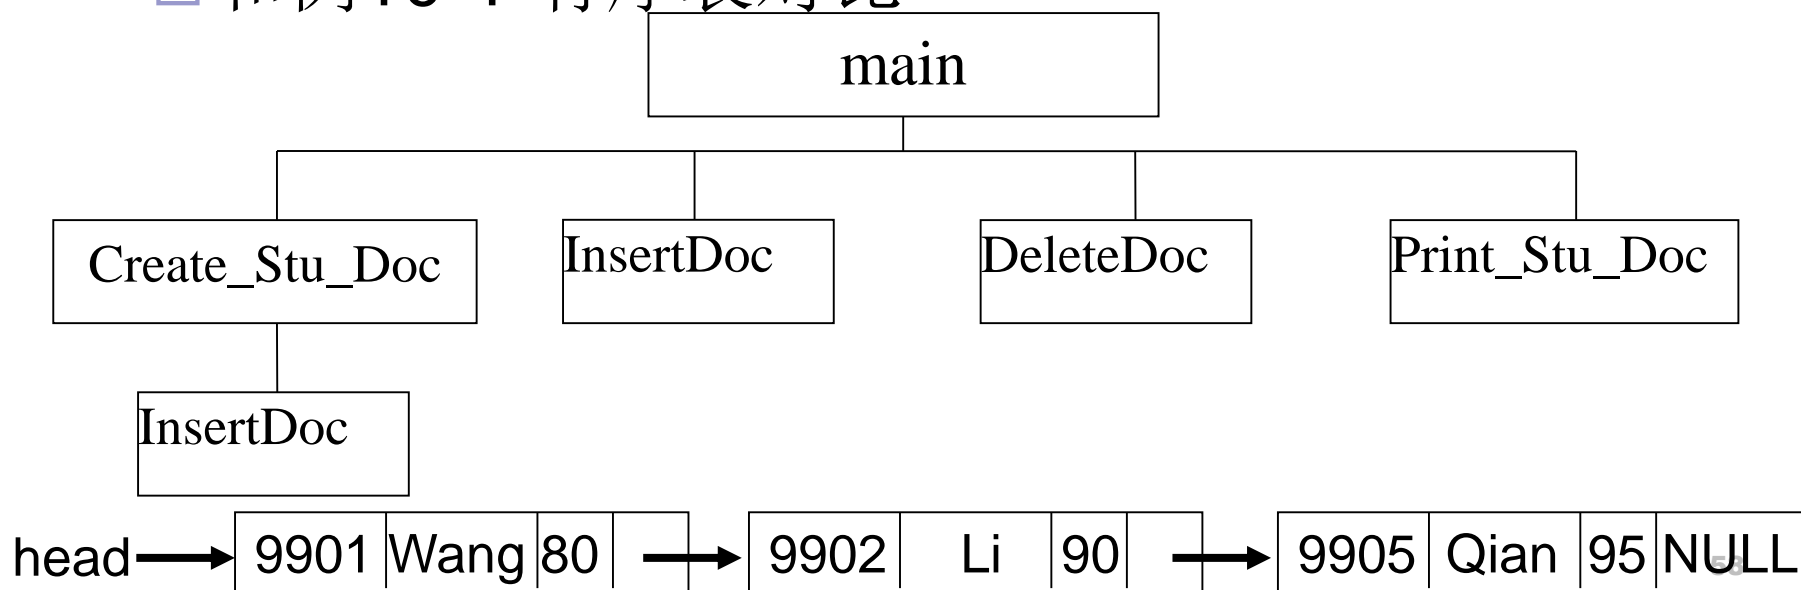 main
Create_Stu_Doc
InsertDoc
DeleteDoc
Print_Stu_Doc
InsertDoc
head 9901 Wang 80 9902 Li 90 9905 Qian 95 NULL